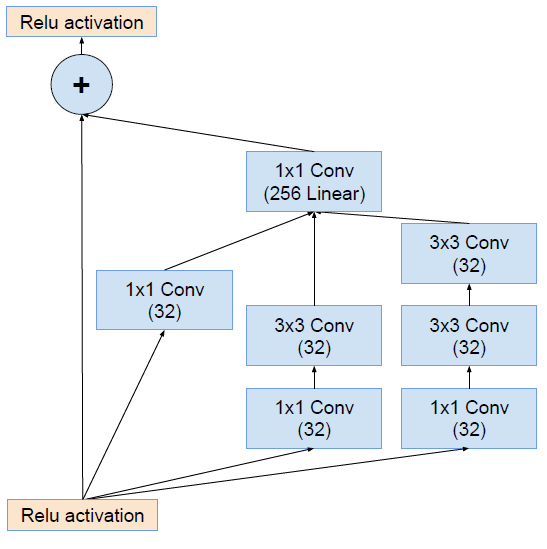 Relu activation
+
1x1 Conv
(256 Linear)
3x3 Conv
(32)
1x1 Conv
(32)
3x3 Conv
(32)
3x3 Conv
(32)
1x1 Conv
(32)
1x1 Conv
(32)
Relu activation